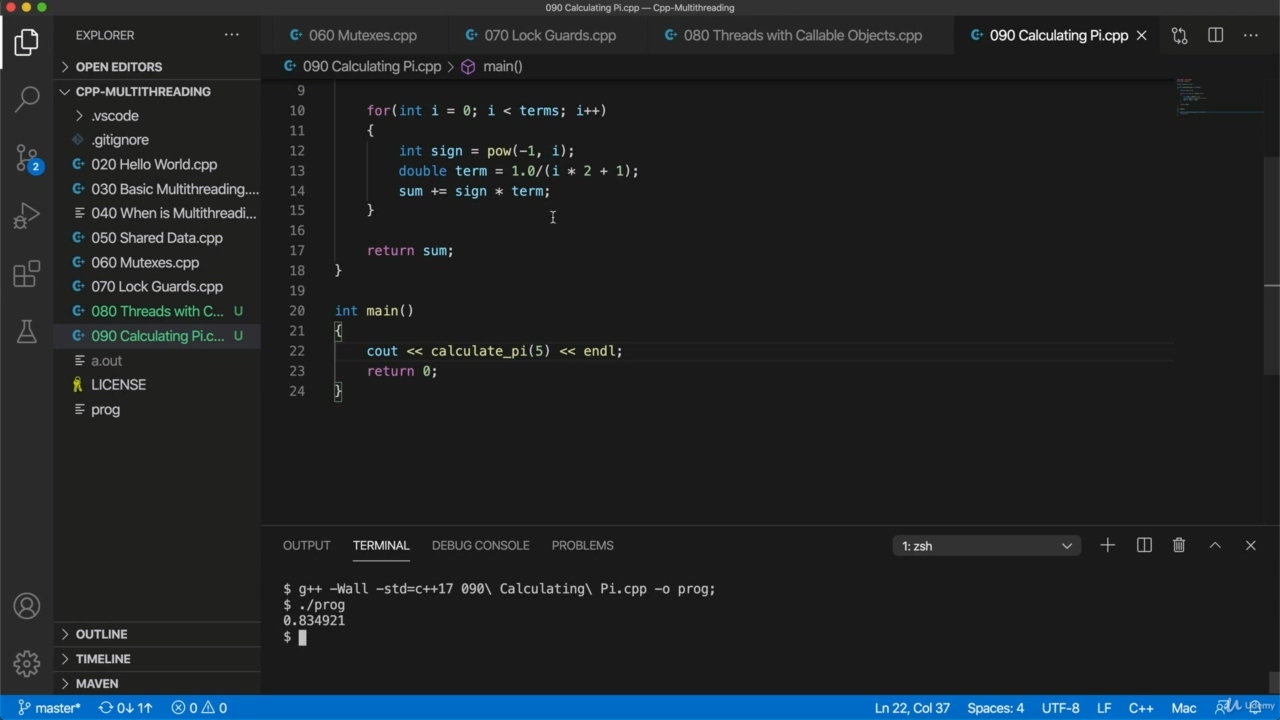 090 Calculating Pi.cpp — Cpp-Multithreading
EXPLORER
060 Mutexes.cpp
070 Lock Guards.cpp
080 Threads with Callable Objects.cpp
090 Calculating Pi.cpp
090 Calculating Pi.cpp > main()
OPEN EDITORS
CPP-MULTITHREADING
.vscode
.gitignore
020 Hello World.cpp
030 Basic Multithreading....
040 When is Multithreadi...
050 Shared Data.cpp
060 Mutexes.cpp
070 Lock Guards.cpp
080 Threads with C... U
090 Calculating Pi.c... U
a.out
LICENSE
prog
OUTLINE
TIMELINE
MAVEN
2
9
10 for(int i = 0; i < terms; i++)
11 {
12 int sign = pow(-1, i);
13 double term = 1.0/(i * 2 + 1);
14 sum += sign * term;
15 }
16
17 return sum;
18 }
19
20 int main()
21 {
22 cout << calculate_pi(5) << endl;
23 return 0;
24 }
OUTPUT TERMINAL DEBUG CONSOLE PROBLEMS
1: zsh
$ g++ -Wall -std=c++17 090\ Calculating\ Pi.cpp -o prog;
$ ./prog
0.834921
$
master* 0↓ 1↑ 0 0
Ln 22, Col 37 Spaces: 4 UTF-8 LF C++ Mac
Udemy